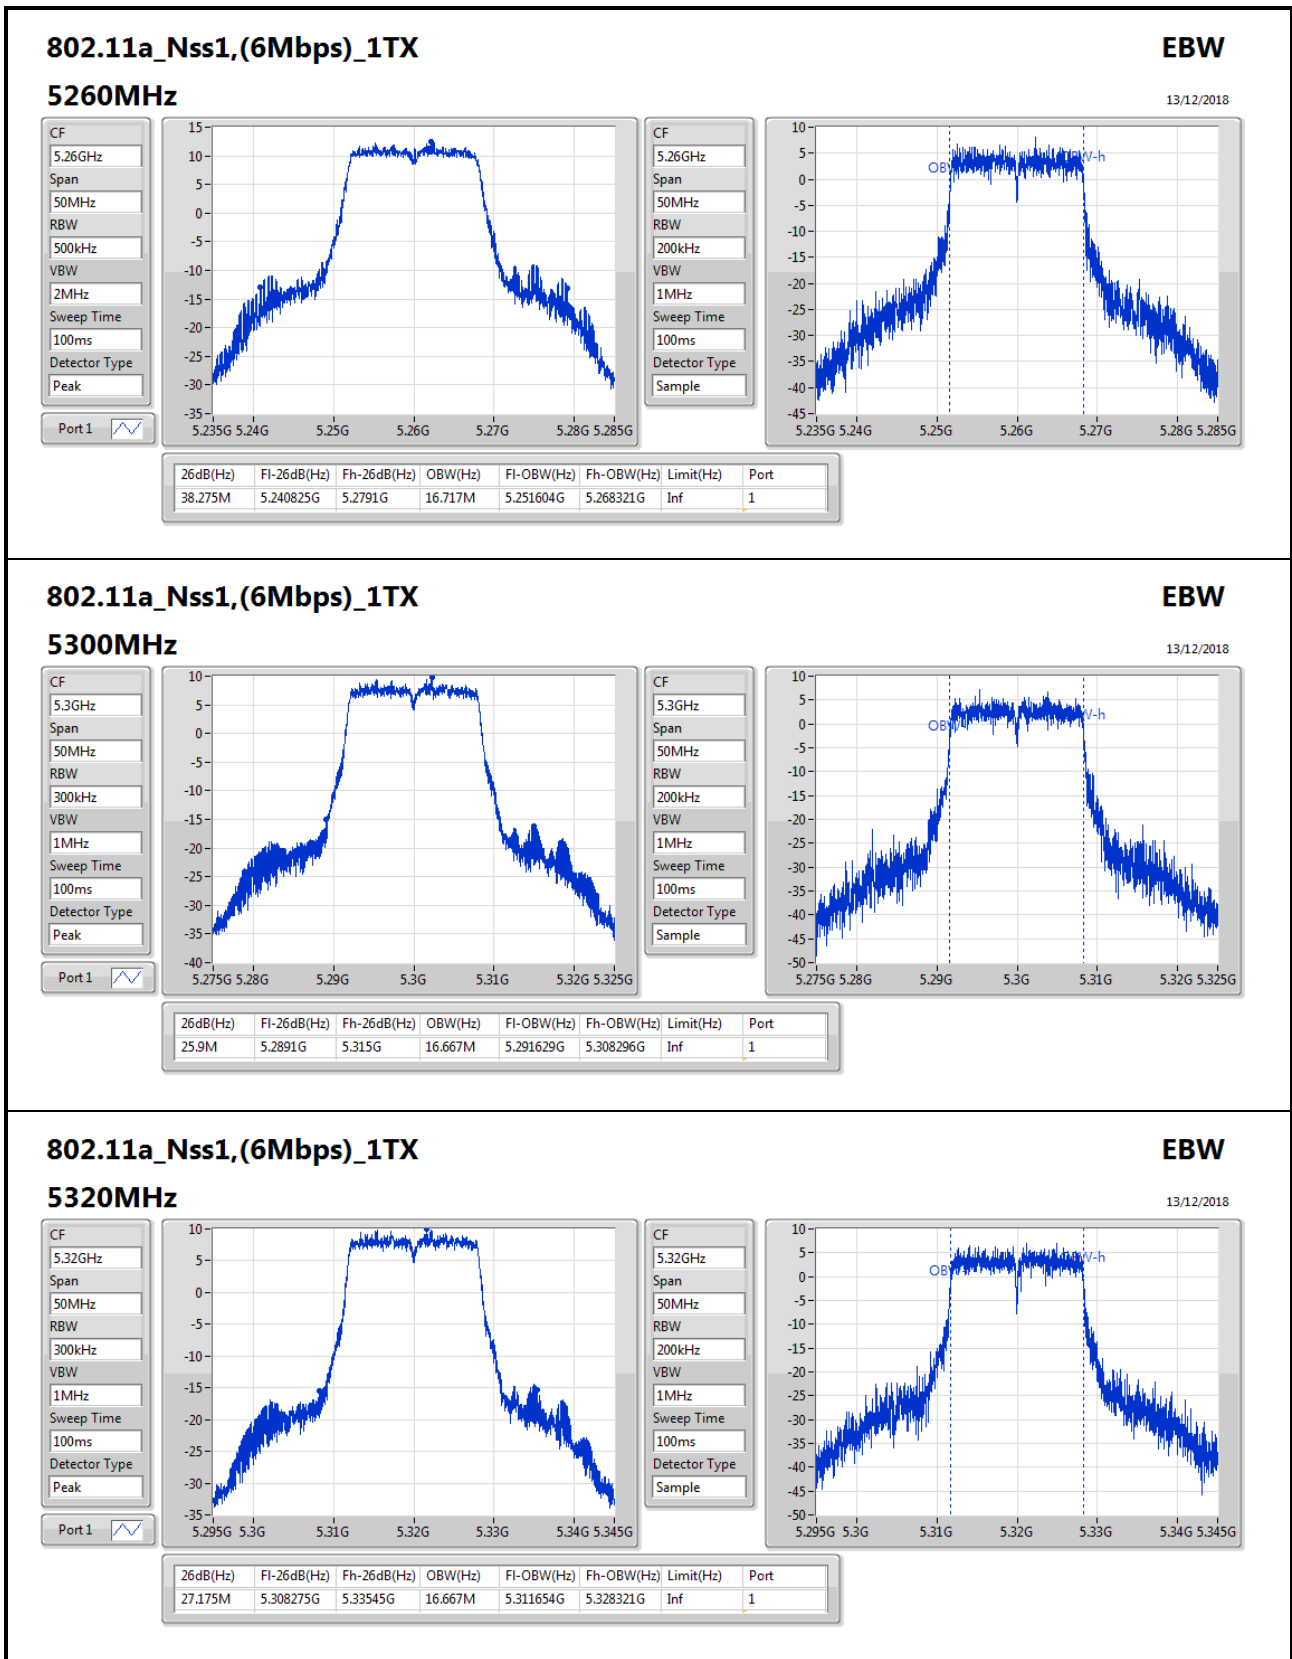 802.11a_Nss1,(6Mbps)_1TX EBW
5260MHz 13/12/2018
CF
5.26GHz
Span
50MHz
RBW
500kHz
VBW
2MHz
Sweep Time
100ms
Detector Type
Peak
Port 1
15
10
5
0
-5
-10
-15
-20
-25
-30
-35
5.235G 5.24G 5.25G 5.26G 5.27G 5.28G 5.285G
CF
5.26GHz
Span
50MHz
RBW
200kHz
VBW
1MHz
Sweep Time
100ms
Detector Type
Sample
10
5
0
-5
-10
-15
-20
-25
-30
-35
-40
-45
5.235G 5.24G 5.25G 5.26G 5.27G 5.28G 5.285G
26dB(Hz) Fl-26dB(Hz) Fh-26dB(Hz) OBW(Hz) Fl-OBW(Hz) Fh-OBW(Hz) Limit(Hz) Port
38.275M 5.240825G 5.2791G 16.717M 5.251604G 5.268321G Inf 1
802.11a_Nss1,(6Mbps)_1TX EBW
5300MHz 13/12/2018
CF
5.3GHz
Span
50MHz
RBW
300kHz
VBW
1MHz
Sweep Time
100ms
Detector Type
Peak
Port 1
10
5
0
-5
-10
-15
-20
-25
-30
-35
-40
5.275G 5.28G 5.29G 5.3G 5.31G 5.32G 5.325G
CF
5.3GHz
Span
50MHz
RBW
200kHz
VBW
1MHz
Sweep Time
100ms
Detector Type
Sample
10
5
0
-5
-10
-15
-20
-25
-30
-35
-40
-45
-50
5.275G 5.28G 5.29G 5.3G 5.31G 5.32G 5.325G
26dB(Hz) Fl-26dB(Hz) Fh-26dB(Hz) OBW(Hz) Fl-OBW(Hz) Fh-OBW(Hz) Limit(Hz) Port
25.9M 5.2891G 5.315G 16.667M 5.291629G 5.308296G Inf 1
802.11a_Nss1,(6Mbps)_1TX EBW
5320MHz 13/12/2018
CF
5.32GHz
Span
50MHz
RBW
300kHz
VBW
1MHz
Sweep Time
100ms
Detector Type
Peak
Port 1
10
5
0
-5
-10
-15
-20
-25
-30
-35
5.295G 5.3G 5.31G 5.32G 5.33G 5.34G 5.345G
CF
5.32GHz
Span
50MHz
RBW
200kHz
VBW
1MHz
Sweep Time
100ms
Detector Type
Sample
10
5
0
-5
-10
-15
-20
-25
-30
-35
-40
-45
-50
5.295G 5.3G 5.31G 5.32G 5.33G 5.34G 5.345G
26dB(Hz) Fl-26dB(Hz) Fh-26dB(Hz) OBW(Hz) Fl-OBW(Hz) Fh-OBW(Hz) Limit(Hz) Port
27.175M 5.308275G 5.33545G 16.667M 5.311654G 5.328321G Inf 1